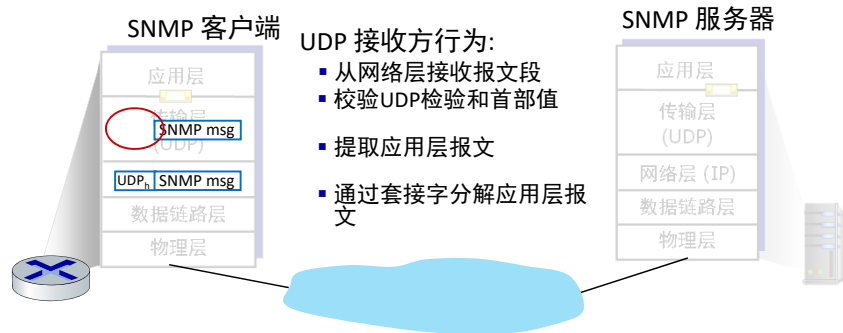 SNMP 客户端
应用层
传输层
(UDP)
SNMP msg
UDPh SNMP msg
数据链路层
物理层
UDP 接收方行为:
▪ 从网络层接收报文段
▪ 校验UDP检验和首部值
▪ 提取应用层报文
▪ 通过套接字分解应用层报
文
SNMP 服务器
应用层
传输层
(UDP)
网络层 (IP)
数据链路层
物理层